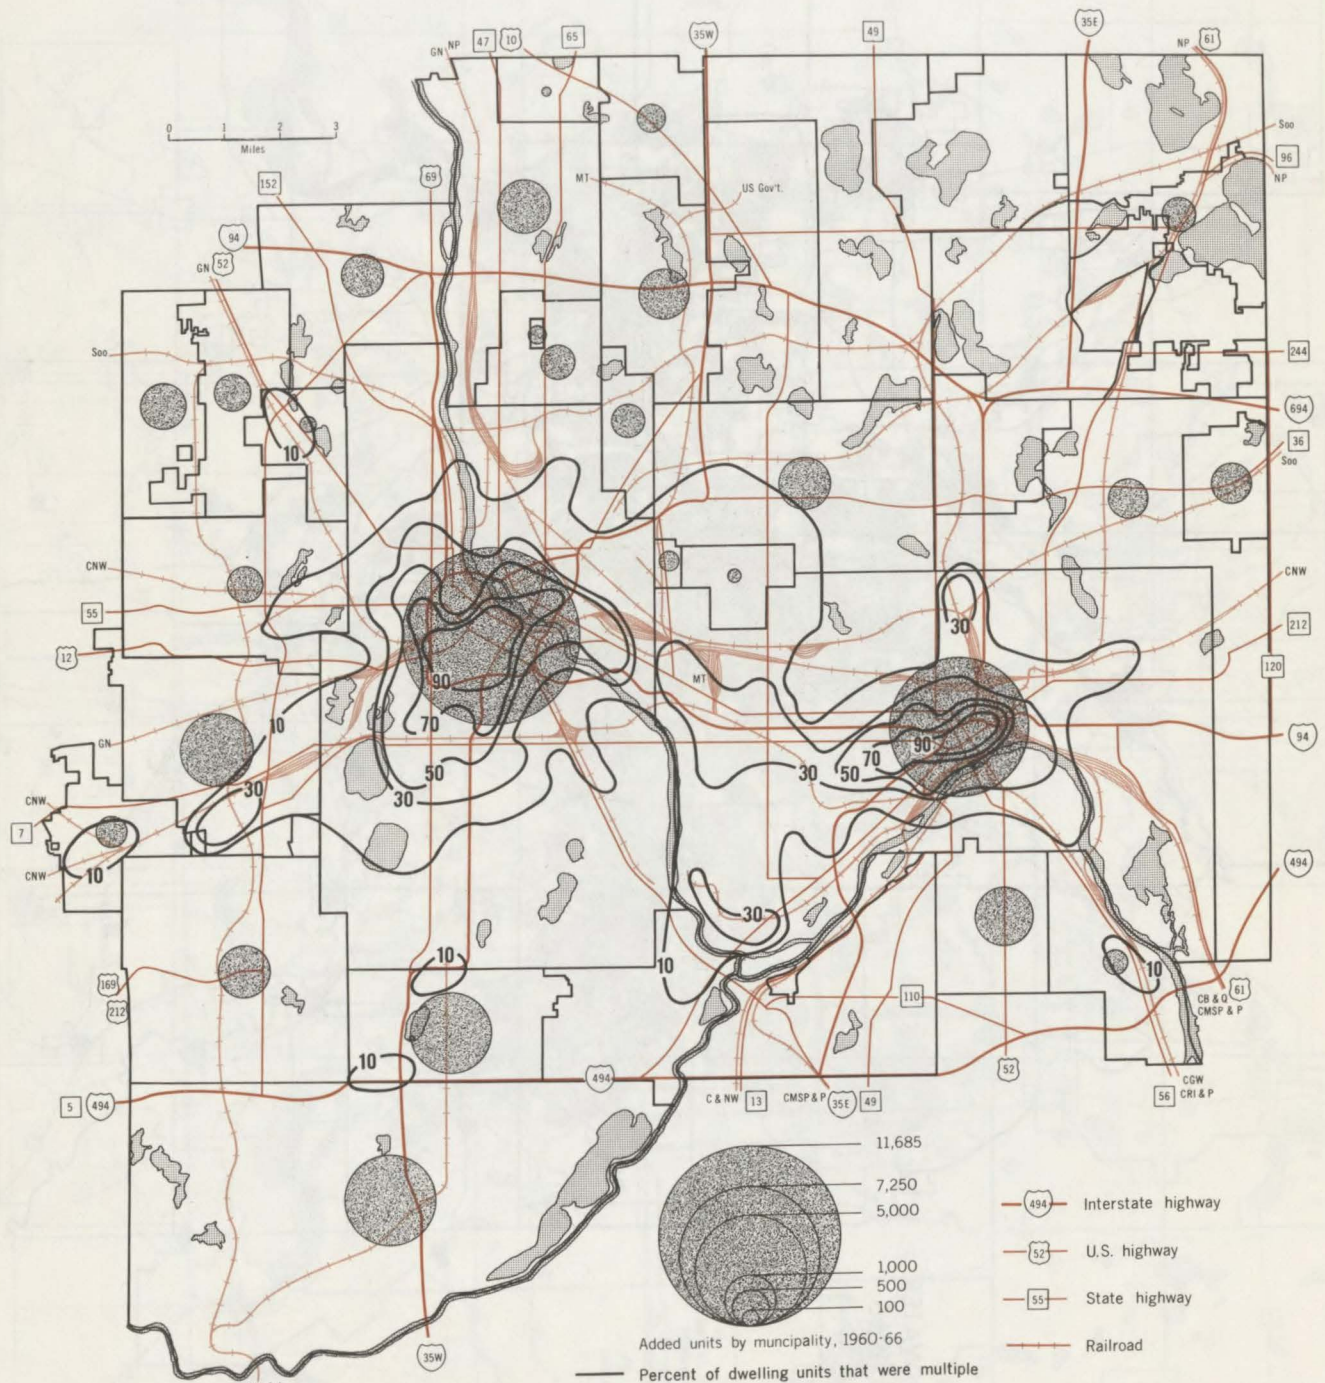 35E
GN NP 47 10 65 35W 49 NP 61
0 1 2 3
Miles
Soo
96
NP
152 69 MT US Gov't.
94
GN 52
Soo
244
694
10
36
Soo
CNW
CNW
55
30
212
12
90 MT
120
10
70
GN
90
94
70
50 30 50
30
30
CNW
7
10
CNW
494
30
10 10 10
169
212
110
61
CB & Q
CMSP & P
10
494
52
5 494
C & NW 13 CMSP & P 35E 49
56
CGW
CRI & P
11,685
7,250
5,000
1,000
500
100
Added units by muncipality, 1960-66
Percent of dwelling units that were multiple
494 Interstate highway
52 U.S. highway
55 State highway
Railroad
35W